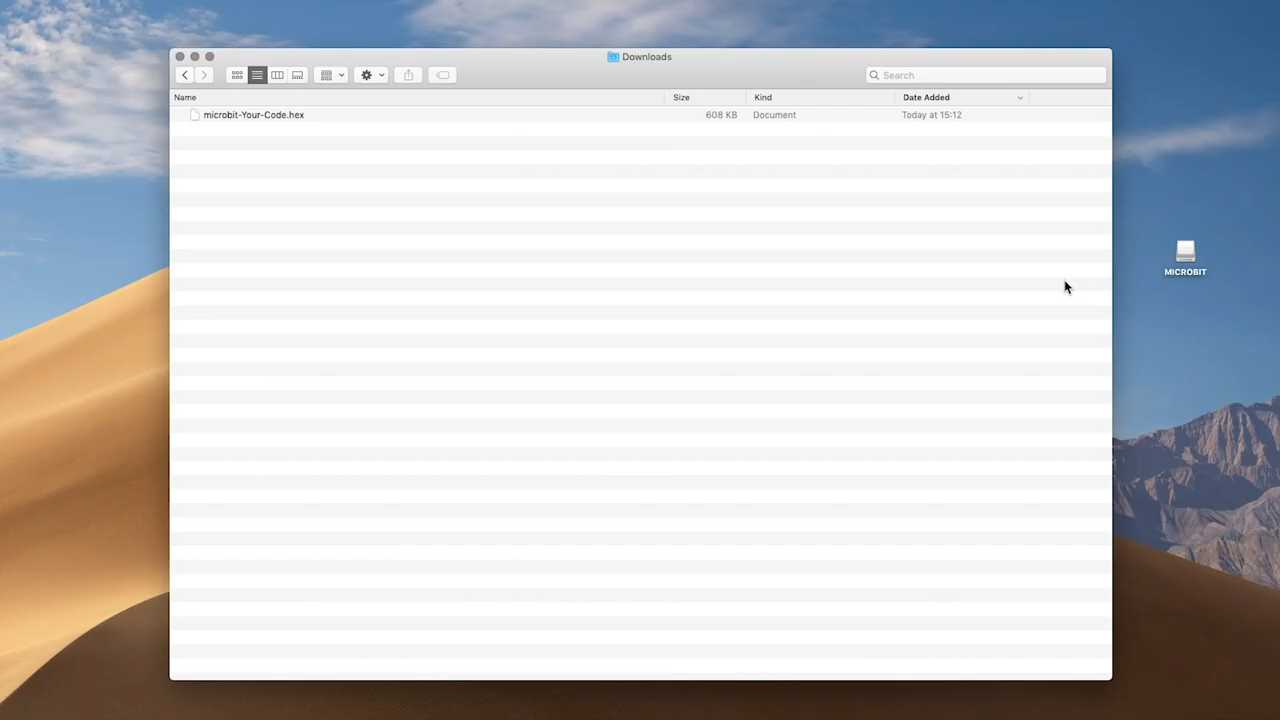 Downloads
Search
Name Size Kind Date Added
microbit-Your-Code.hex 608 KB Document Today at 15:12
MICROBIT